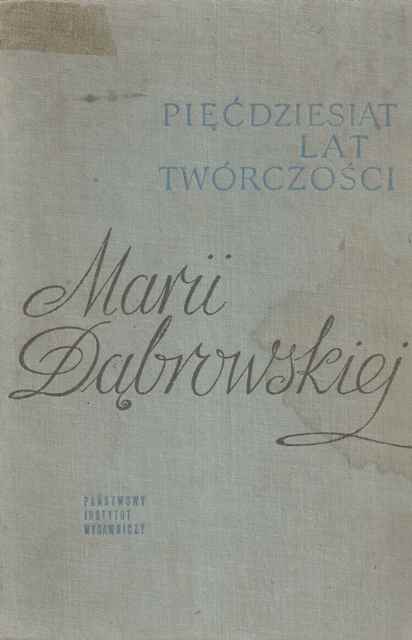 PIĘĆDZIESIĄT
LAT
TWÓRCZOŚCI
Marii
Dąbrowskiej
PAŃSTWOWY
INSTYTUT
WYDAWNICZY